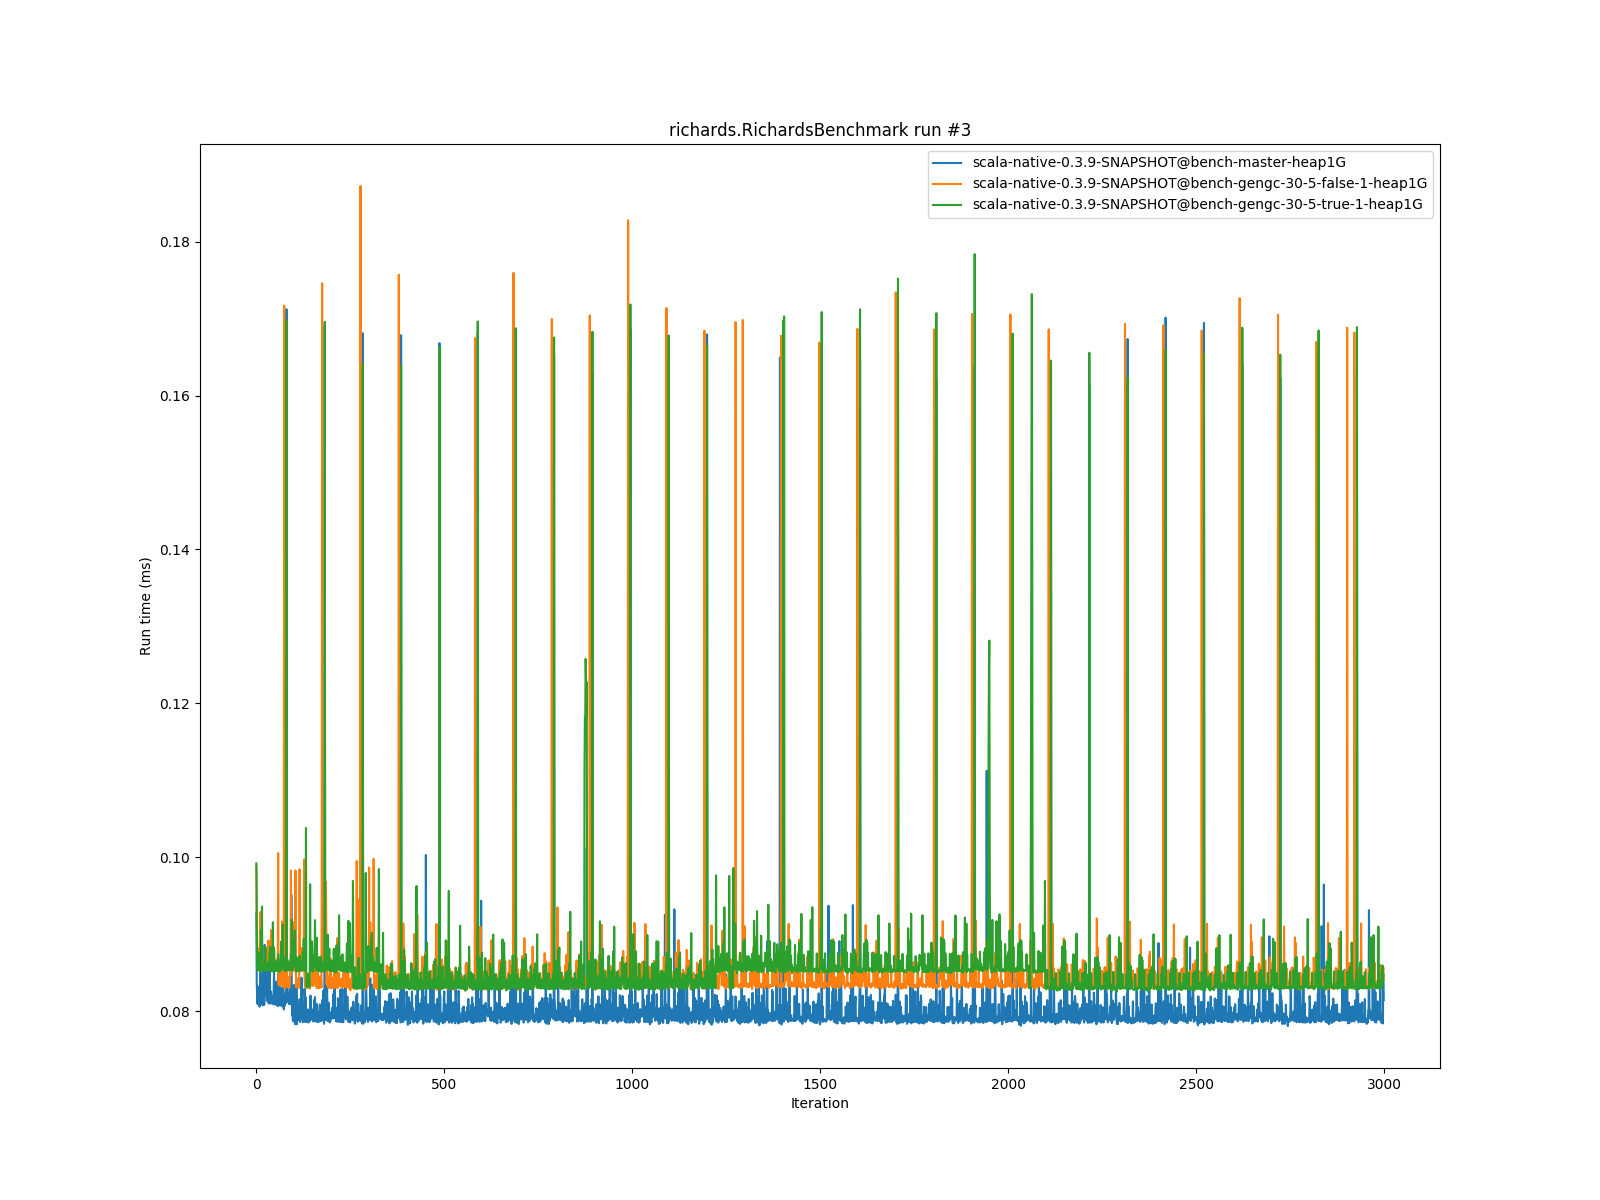 richards.RichardsBenchmark run #3
scala-native-0.3.9-SNAPSHOT@bench-master-heap1G
scala-native-0.3.9-SNAPSHOT@bench-gengc-30-5-false-1-heap1G
scala-native-0.3.9-SNAPSHOT@bench-gengc-30-5-true-1-heap1G
0.18
0.16
0.14
0.12
0.10
0.08
Run time (ms)
0
500
1000
1500
2000
2500
3000
Iteration